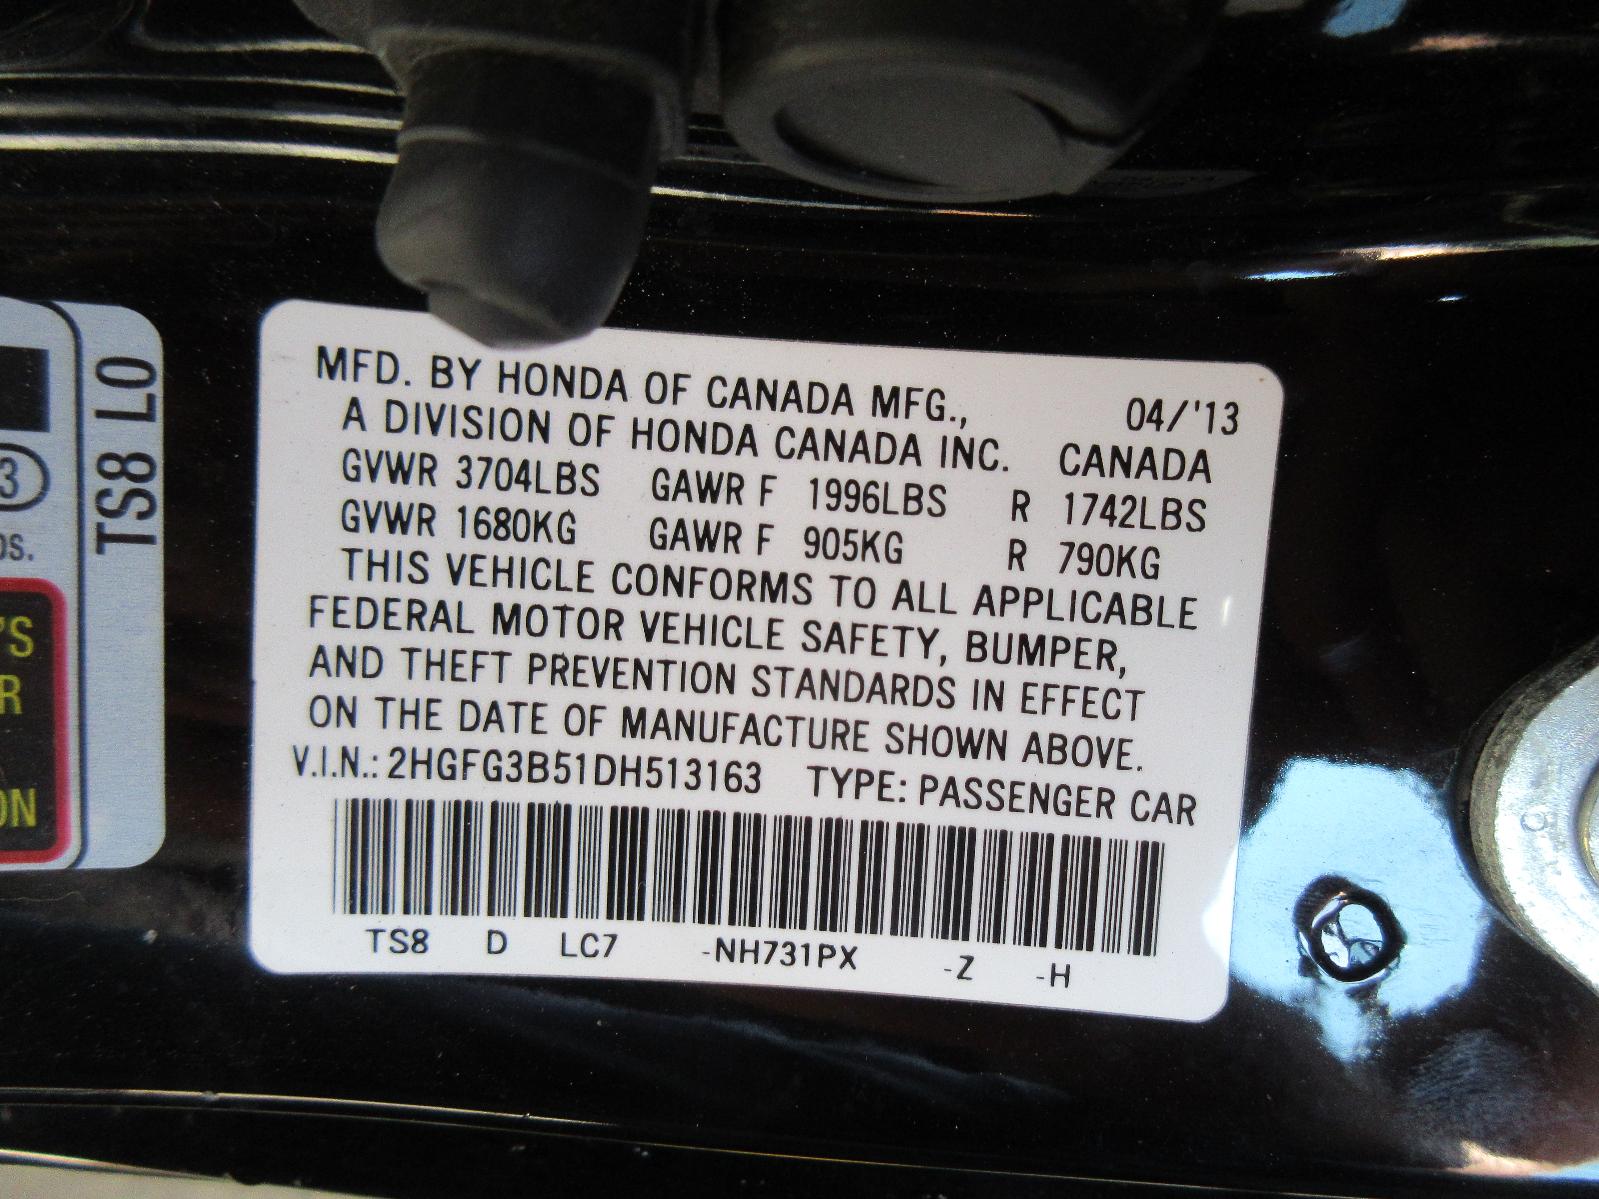 MFD. BY HONDA OF CANADA MFG., 04/'13
A DIVISION OF HONDA CANADA INC. CANADA
GVWR 3704LBS GAWR F 1996LBS R 1742LBS
GVWR 1680KG GAWR F 905KG R 790KG
THIS VEHICLE CONFORMS TO ALL APPLICABLE
FEDERAL MOTOR VEHICLE SAFETY, BUMPER,
AND THEFT PREVENTION STANDARDS IN EFFECT
ON THE DATE OF MANUFACTURE SHOWN ABOVE.
V.I.N.: 2HGFG3B51DH513163 TYPE: PASSENGER CAR
TS8 D LC7 -NH731PX -Z -H
TS8 L0
3
'S
R
ON